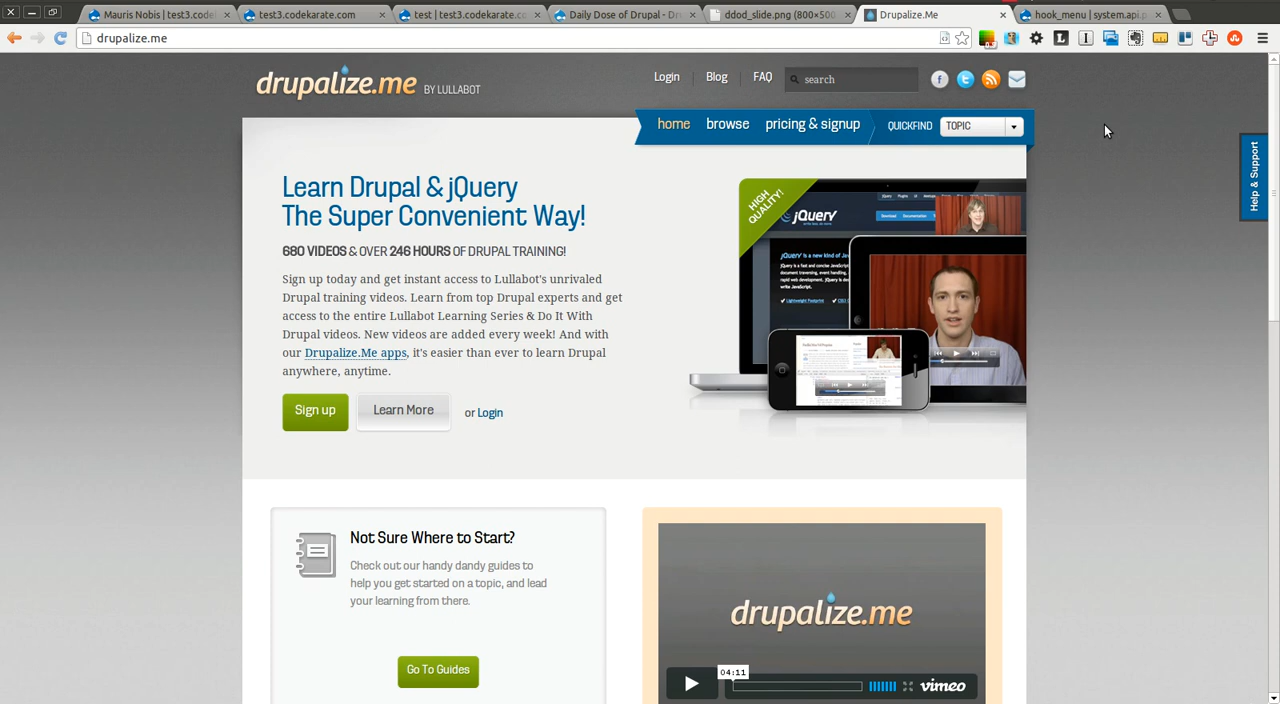 Mauris Nobis | test3.codek
test3.codekarate.com
test | test3.codekarate.co
Daily Dose of Drupal - Dr
ddod_slide.png (800×500
Drupalize.Me
hook_menu | system.api.p
drupalize.me
drupalize.me BY LULLABOT
Login
Blog
FAQ
search
home
browse
pricing & signup
QUICKFIND
TOPIC
Help & Support
Learn Drupal & jQuery
The Super Convenient Way!
680 VIDEOS & OVER 246 HOURS OF DRUPAL TRAINING!
Sign up today and get instant access to Lullabot's unrivaled
Drupal training videos. Learn from top Drupal experts and get
access to the entire Lullabot Learning Series & Do It With
Drupal videos. New videos are added every week! And with
our Drupalize.Me apps, it's easier than ever to learn Drupal
anywhere, anytime.
Sign up
Learn More
or Login
HIGH
QUALITY!
jQuery
Not Sure Where to Start?
Check out our handy dandy guides to
help you get started on a topic, and lead
your learning from there.
Go To Guides
drupalize.me
04:11
vimeo